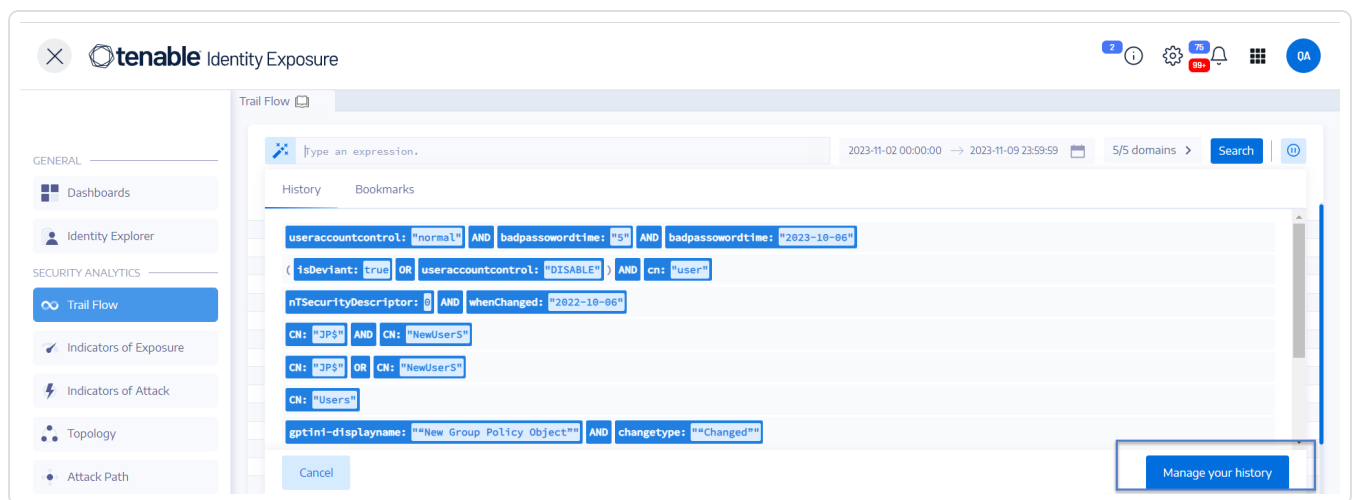 tenable Identity Exposure
2
75
99+
QA
Trail Flow
Type an expression.
2023-11-02 00:00:00 → 2023-11-09 23:59:59
5/5 domains >
Search
GENERAL
Dashboards
Identity Explorer
SECURITY ANALYTICS
Trail Flow
Indicators of Exposure
Indicators of Attack
Topology
Attack Path
History Bookmarks
useraccountcontrol: "normal" AND badpassowordtime: "5" AND badpassowordtime: "2023-10-06"
( isDeviant: true OR useraccountcontrol: "DISABLE" ) AND cn: "user"
nTSecurityDescriptor: 0 AND whenChanged: "2022-10-06"
CN: "JP$" AND CN: "NewUserS"
CN: "JP$" OR CN: "NewUserS"
CN: "Users"
gptini-displayname: "“New Group Policy Object”" AND changetype: "“Changed”"
Cancel
Manage your history